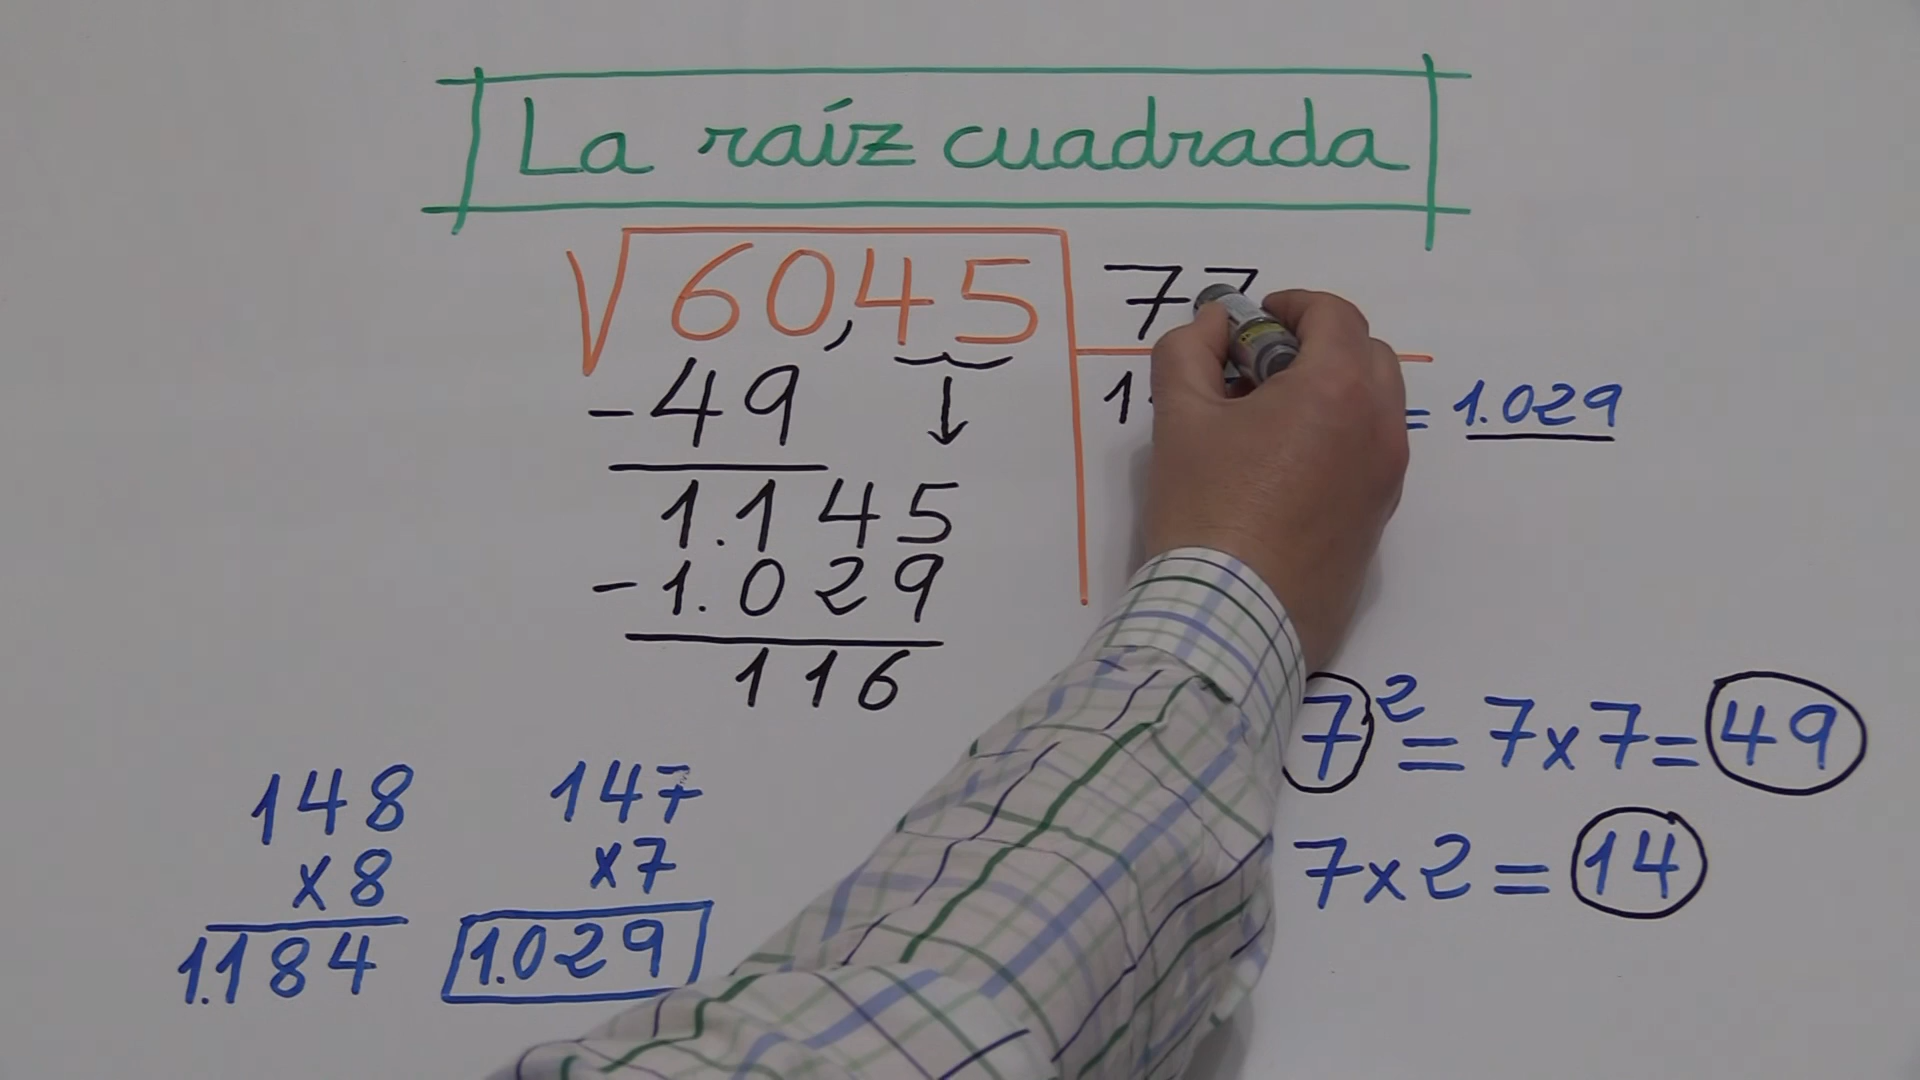 La raíz cuadrada
√60,45 77
-49
1 = 1.029
1.145
-1.029
116
7² = 7x7 = 49
7x2 = 14
148 147
x8 x7
1.184 1.029